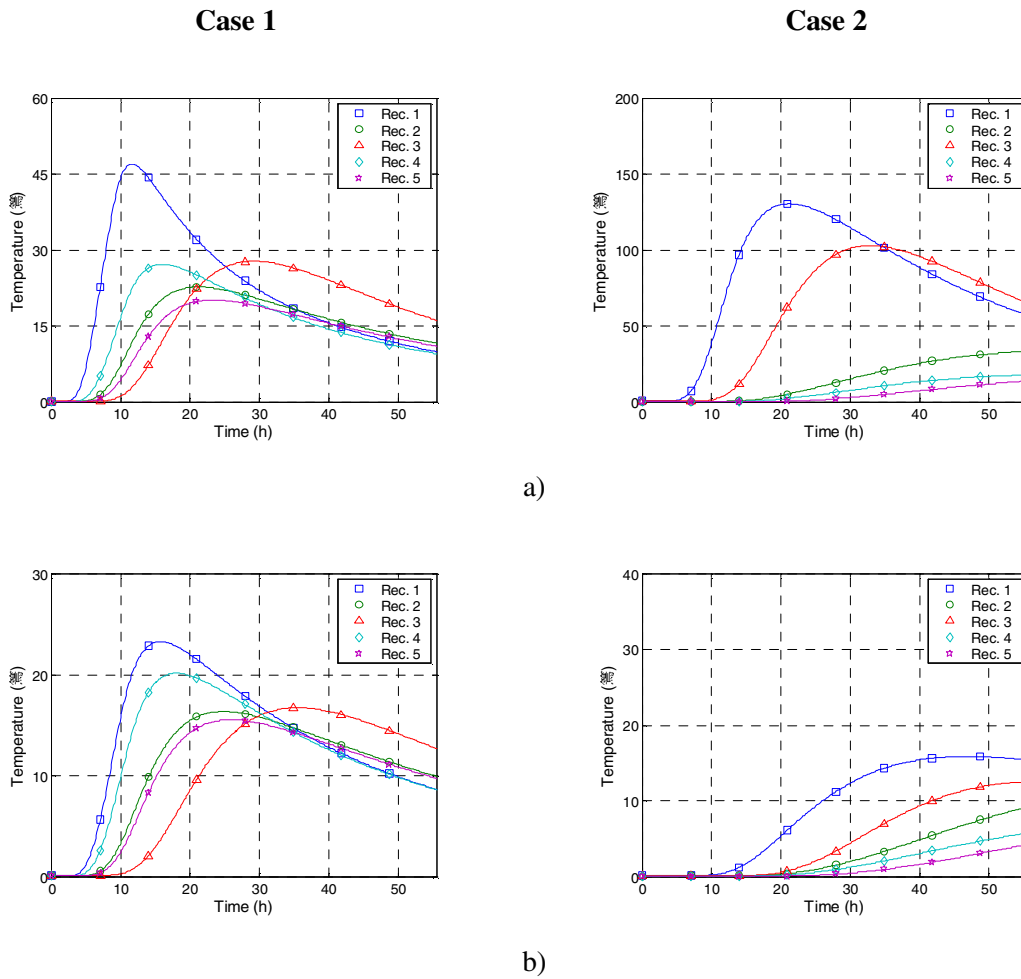 Case 1
Case 2
60
45
30
15
0
0
10
20
30
40
50
Temperature
Time (h)
Rec. 1
Rec. 2
Rec. 3
Rec. 4
Rec. 5
200
150
100
50
0
0
10
20
30
40
50
Temperature
Time (h)
Rec. 1
Rec. 2
Rec. 3
Rec. 4
Rec. 5
a)
30
20
10
0
0
10
20
30
40
50
Temperature
Time (h)
Rec. 1
Rec. 2
Rec. 3
Rec. 4
Rec. 5
40
30
20
10
0
0
10
20
30
40
50
Temperature
Time (h)
Rec. 1
Rec. 2
Rec. 3
Rec. 4
Rec. 5
b)